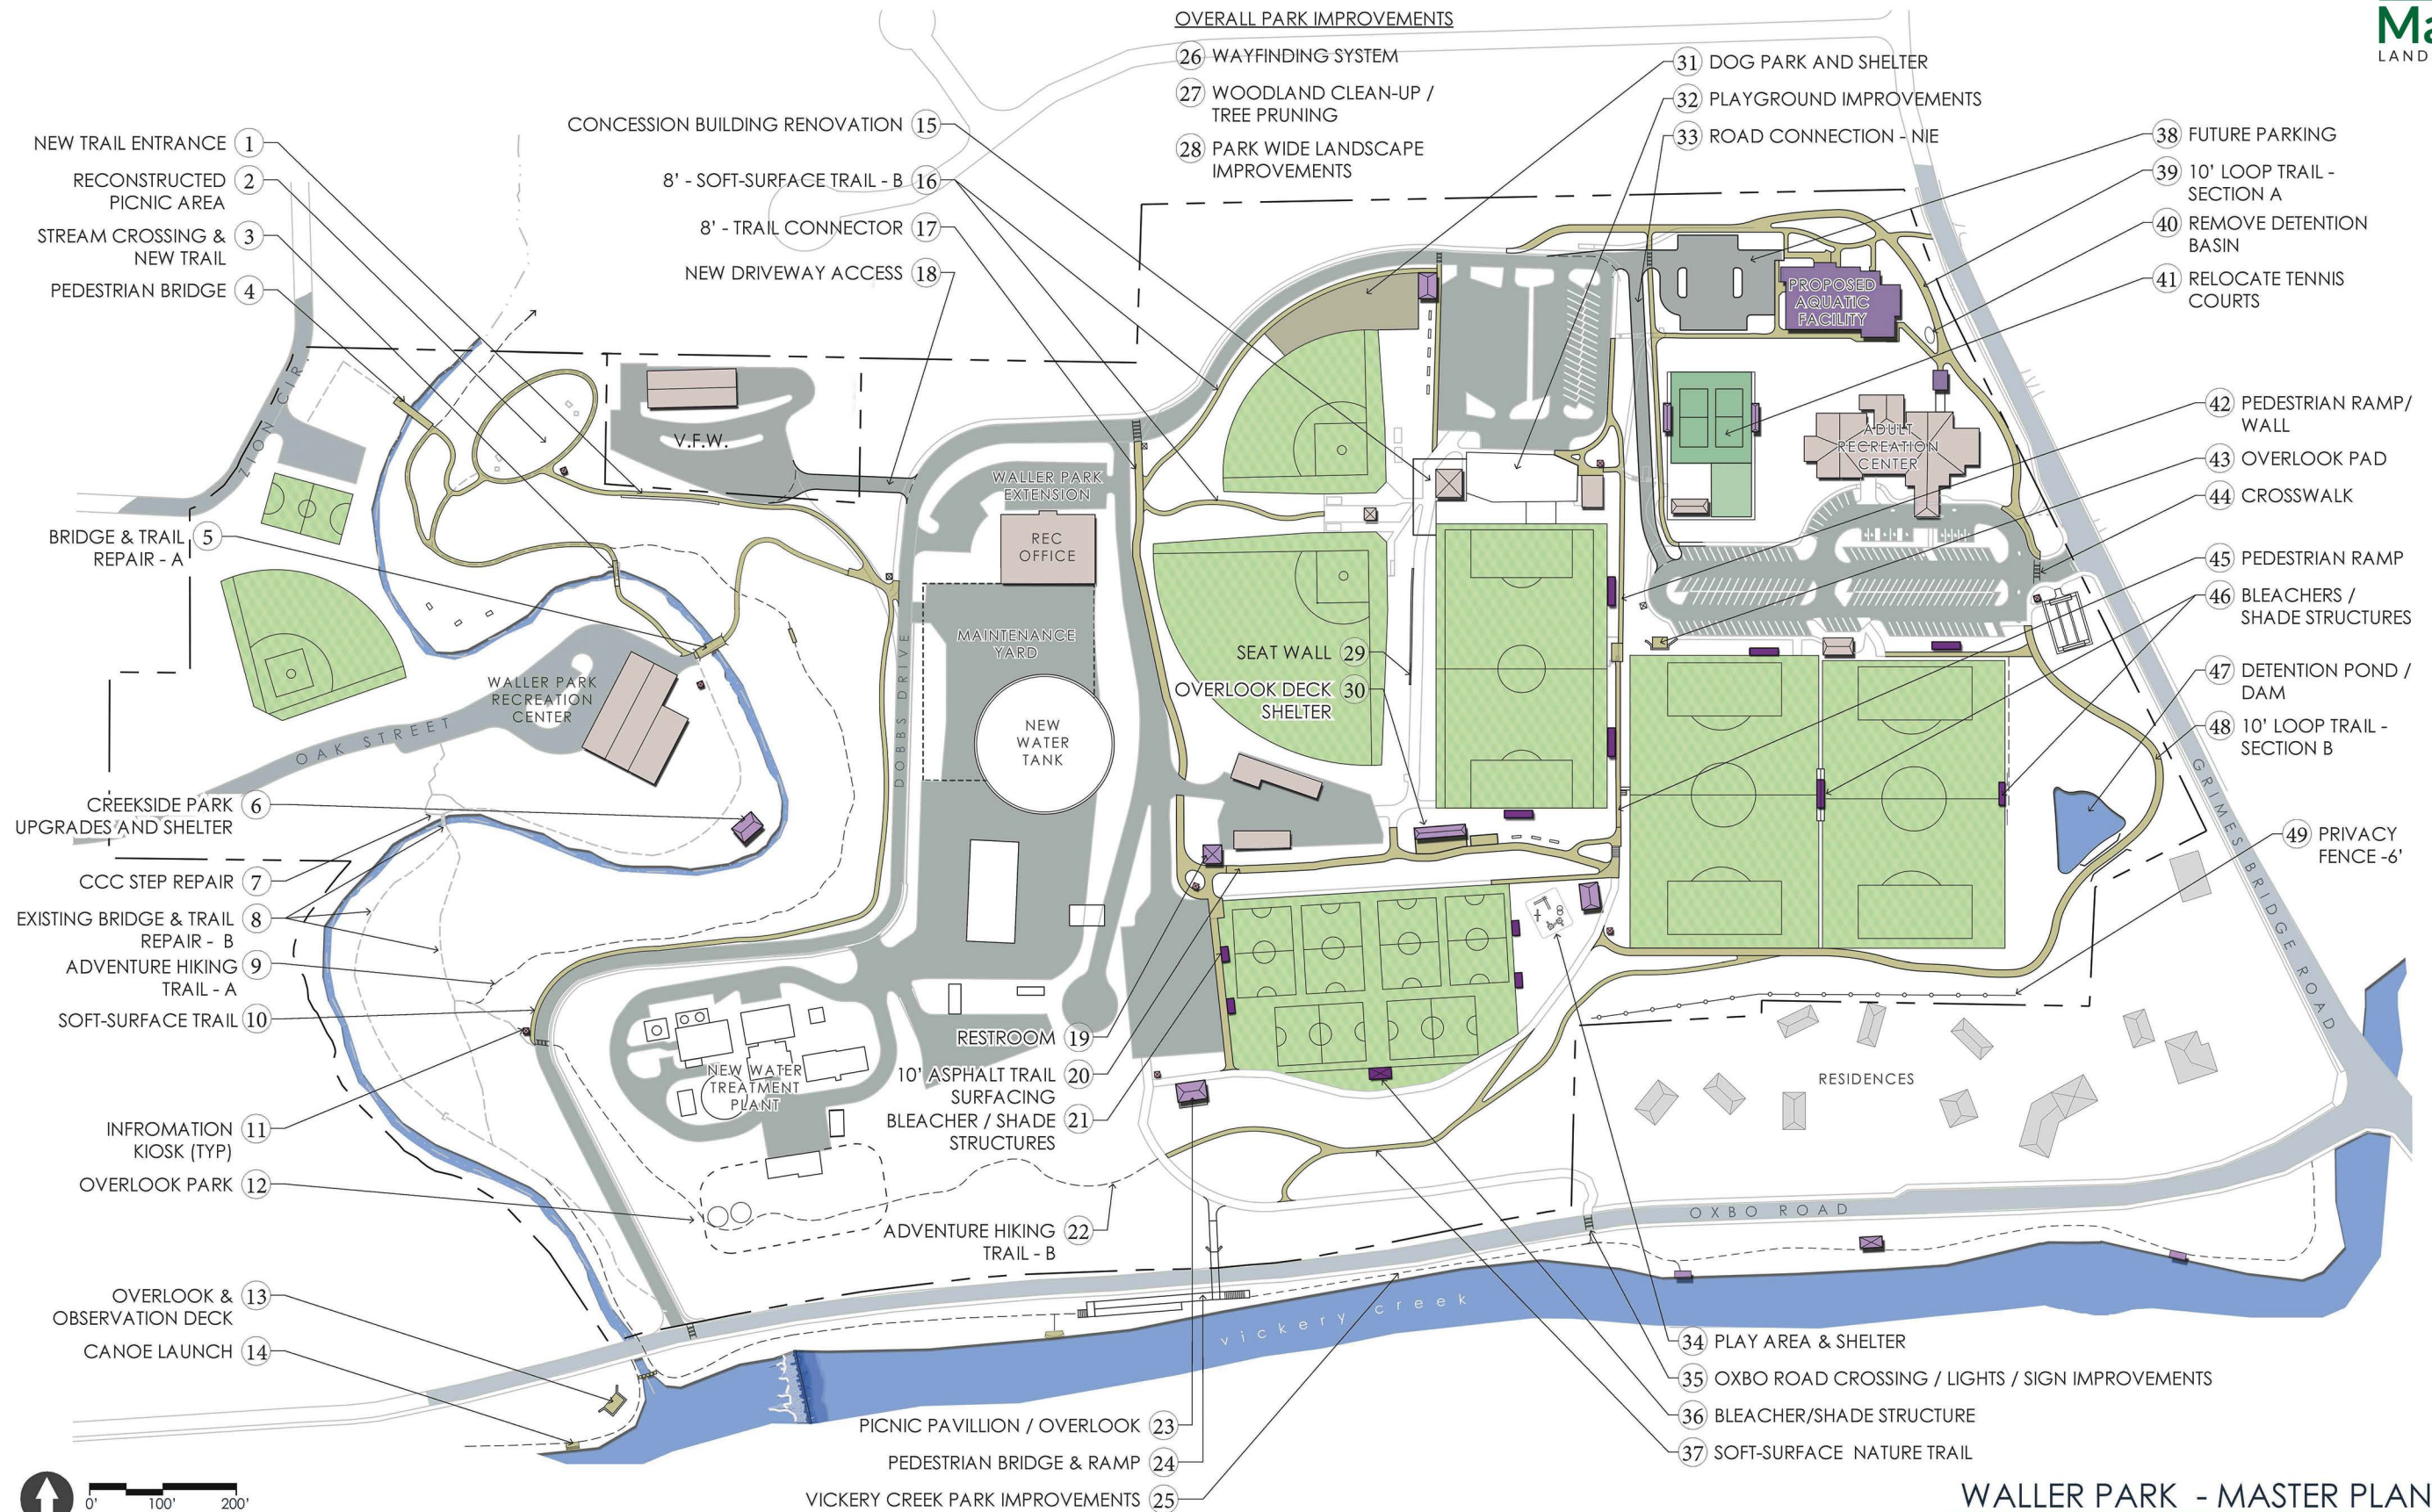 OVERALL PARK IMPROVEMENTS
26 WAYFINDING SYSTEM
27 WOODLAND CLEAN-UP /
TREE PRUNING
28 PARK WIDE LANDSCAPE
IMPROVEMENTS
NEW TRAIL ENTRANCE 1
RECONSTRUCTED 2
PICNIC AREA
STREAM CROSSING & 3
NEW TRAIL
PEDESTRIAN BRIDGE 4
BRIDGE & TRAIL 5
REPAIR - A
CREEKSIDE PARK 6
UPGRADES AND SHELTER
CCC STEP REPAIR 7
EXISTING BRIDGE & TRAIL 8
REPAIR - B
ADVENTURE HIKING 9
TRAIL - A
SOFT-SURFACE TRAIL 10
INFROMATION 11
KIOSK (TYP)
OVERLOOK PARK 12
OVERLOOK & 13
OBSERVATION DECK
CANOE LAUNCH 14
CONCESSION BUILDING RENOVATION 15
8' - SOFT-SURFACE TRAIL - B 16
8' - TRAIL CONNECTOR 17
NEW DRIVEWAY ACCESS 18
RESTROOM 19
10' ASPHALT TRAIL 20
SURFACING
BLEACHER / SHADE 21
STRUCTURES
ADVENTURE HIKING 22
TRAIL - B
PICNIC PAVILLION / OVERLOOK 23
PEDESTRIAN BRIDGE & RAMP 24
VICKERY CREEK PARK IMPROVEMENTS 25
SEAT WALL 29
OVERLOOK DECK 30
SHELTER
31 DOG PARK AND SHELTER
32 PLAYGROUND IMPROVEMENTS
33 ROAD CONNECTION - NIE
34 PLAY AREA & SHELTER
35 OXBO ROAD CROSSING / LIGHTS / SIGN IMPROVEMENTS
36 BLEACHER/SHADE STRUCTURE
37 SOFT-SURFACE NATURE TRAIL
38 FUTURE PARKING
39 10' LOOP TRAIL -
SECTION A
40 REMOVE DETENTION
BASIN
41 RELOCATE TENNIS
COURTS
42 PEDESTRIAN RAMP/
WALL
43 OVERLOOK PAD
44 CROSSWALK
45 PEDESTRIAN RAMP
46 BLEACHERS /
SHADE STRUCTURES
47 DETENTION POND /
DAM
48 10' LOOP TRAIL -
SECTION B
49 PRIVACY
FENCE -6'
ZION CIR.
V.F.W.
WALLER PARK
EXTENSION
REC
OFFICE
MAINTENANCE
YARD
NEW
WATER
TANK
DOBBS DRIVE
WALLER PARK
RECREATION
CENTER
OAK STREET
NEW WATER
TREATMENT
PLANT
PROPOSED
AQUATIC
FACILITY
ADULT
RECREATION
CENTER
GRIMES BRIDGE ROAD
RESIDENCES
OXBO ROAD
vickery creek
0' 100' 200'
WALLER PARK - MASTER PLAN